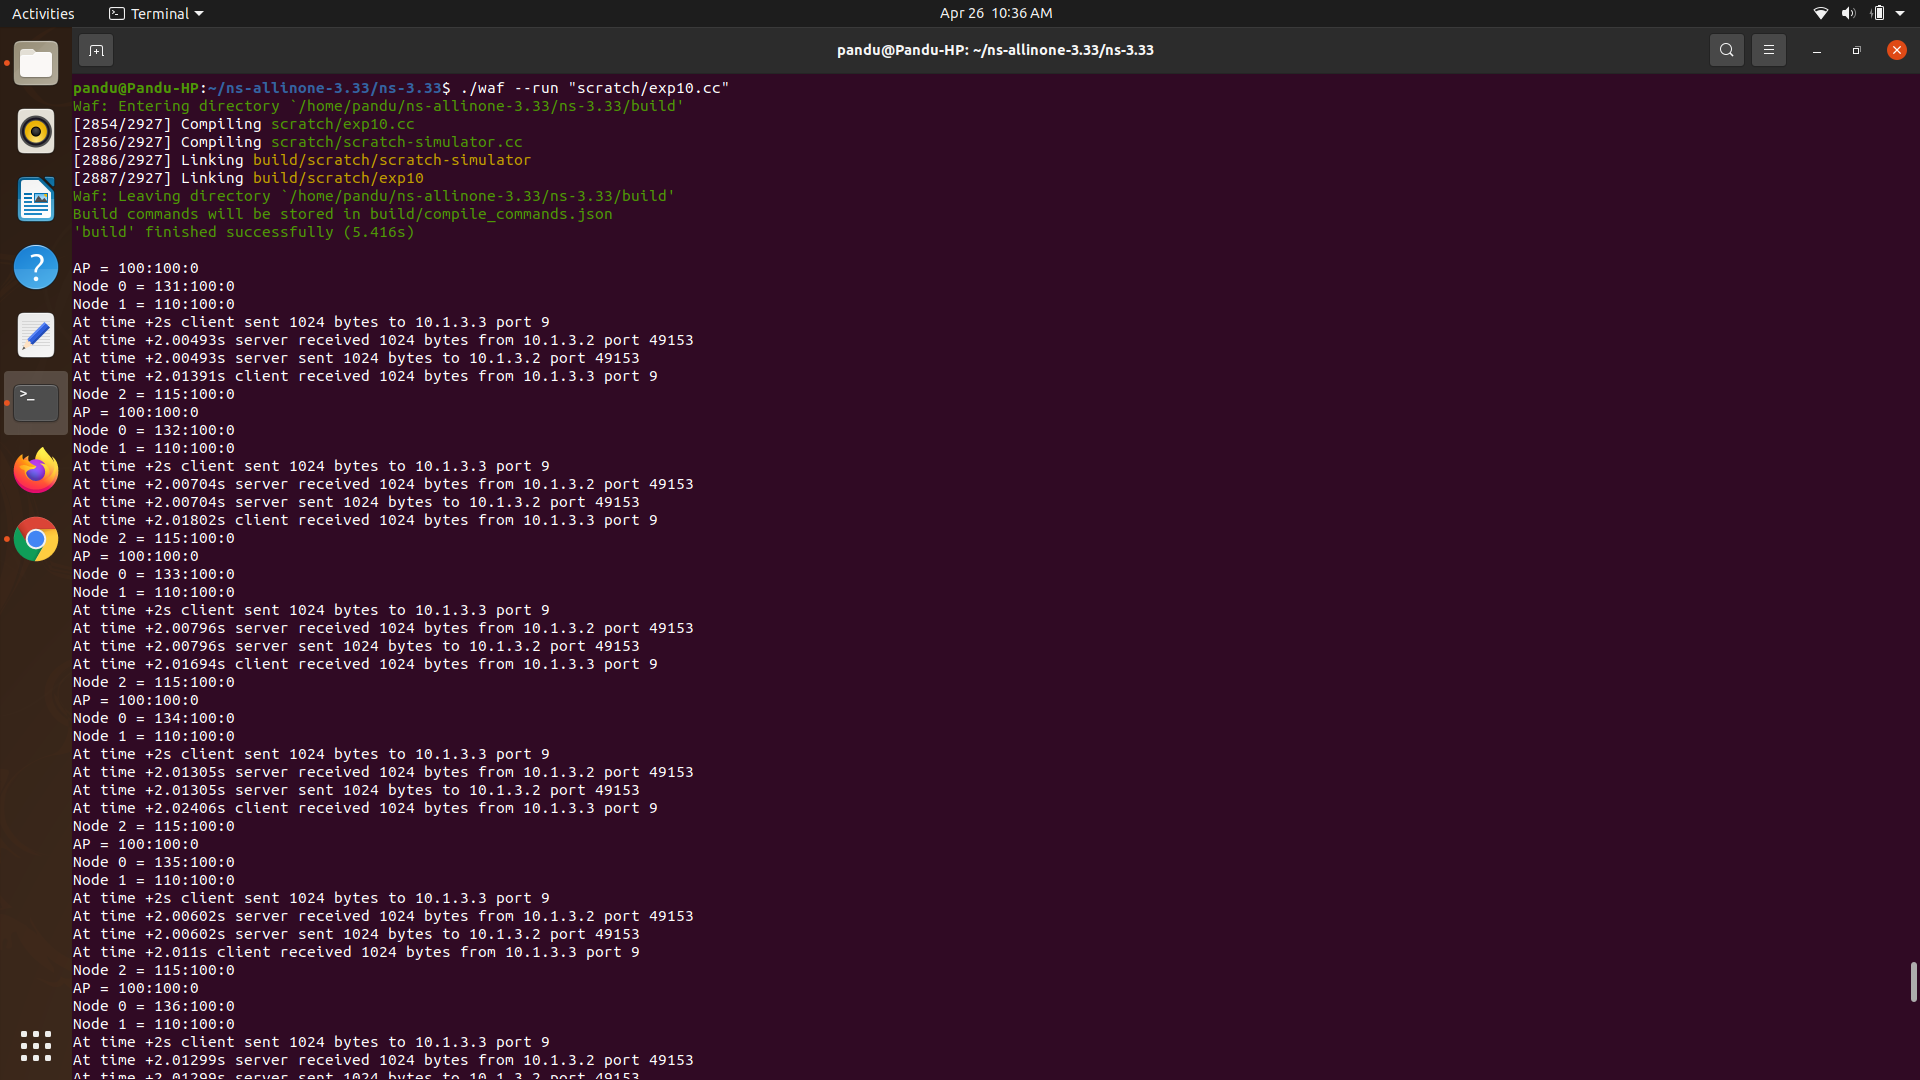 Activities
Terminal
Apr 26 10:36 AM
pandu@Pandu-HP: ~/ns-allinone-3.33/ns-3.33
pandu@Pandu-HP:~/ns-allinone-3.33/ns-3.33$ ./waf --run "scratch/exp10.cc"
Waf: Entering directory `/home/pandu/ns-allinone-3.33/ns-3.33/build'
[2854/2927] Compiling scratch/exp10.cc
[2856/2927] Compiling scratch/scratch-simulator.cc
[2886/2927] Linking build/scratch/scratch-simulator
[2887/2927] Linking build/scratch/exp10
Waf: Leaving directory `/home/pandu/ns-allinone-3.33/ns-3.33/build'
Build commands will be stored in build/compile_commands.json
'build' finished successfully (5.416s)
AP = 100:100:0
Node 0 = 131:100:0
Node 1 = 110:100:0
At time +2s client sent 1024 bytes to 10.1.3.3 port 9
At time +2.00493s server received 1024 bytes from 10.1.3.2 port 49153
At time +2.00493s server sent 1024 bytes to 10.1.3.2 port 49153
At time +2.01391s client received 1024 bytes from 10.1.3.3 port 9
Node 2 = 115:100:0
AP = 100:100:0
Node 0 = 132:100:0
Node 1 = 110:100:0
At time +2s client sent 1024 bytes to 10.1.3.3 port 9
At time +2.00704s server received 1024 bytes from 10.1.3.2 port 49153
At time +2.00704s server sent 1024 bytes to 10.1.3.2 port 49153
At time +2.01802s client received 1024 bytes from 10.1.3.3 port 9
Node 2 = 115:100:0
AP = 100:100:0
Node 0 = 133:100:0
Node 1 = 110:100:0
At time +2s client sent 1024 bytes to 10.1.3.3 port 9
At time +2.00796s server received 1024 bytes from 10.1.3.2 port 49153
At time +2.00796s server sent 1024 bytes to 10.1.3.2 port 49153
At time +2.01694s client received 1024 bytes from 10.1.3.3 port 9
Node 2 = 115:100:0
AP = 100:100:0
Node 0 = 134:100:0
Node 1 = 110:100:0
At time +2s client sent 1024 bytes to 10.1.3.3 port 9
At time +2.01305s server received 1024 bytes from 10.1.3.2 port 49153
At time +2.01305s server sent 1024 bytes to 10.1.3.2 port 49153
At time +2.02406s client received 1024 bytes from 10.1.3.3 port 9
Node 2 = 115:100:0
AP = 100:100:0
Node 0 = 135:100:0
Node 1 = 110:100:0
At time +2s client sent 1024 bytes to 10.1.3.3 port 9
At time +2.00602s server received 1024 bytes from 10.1.3.2 port 49153
At time +2.00602s server sent 1024 bytes to 10.1.3.2 port 49153
At time +2.011s client received 1024 bytes from 10.1.3.3 port 9
Node 2 = 115:100:0
AP = 100:100:0
Node 0 = 136:100:0
Node 1 = 110:100:0
At time +2s client sent 1024 bytes to 10.1.3.3 port 9
At time +2.01299s server received 1024 bytes from 10.1.3.2 port 49153
At time +2.01299s server sent 1024 bytes to 10.1.3.2 port 49153